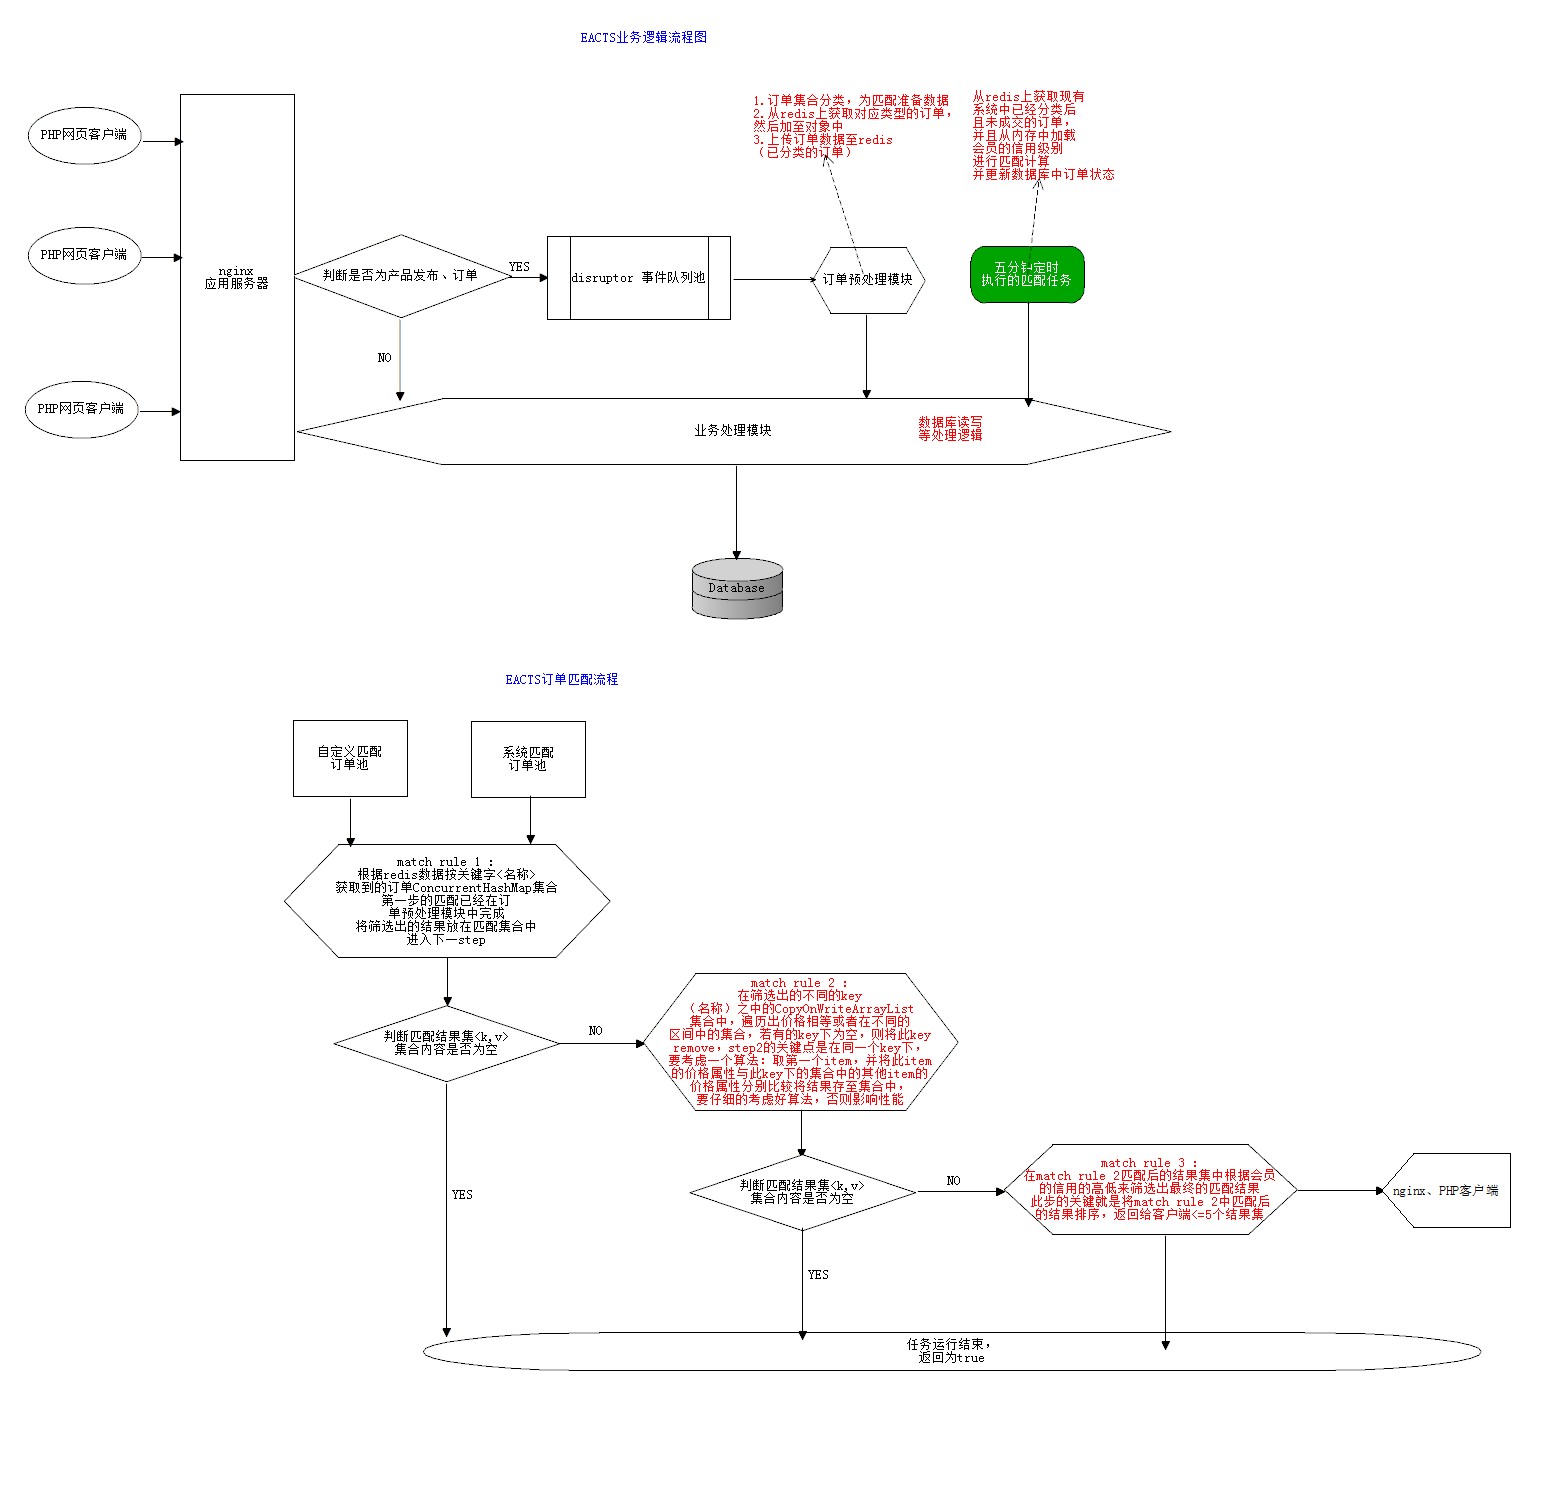 EACTS业务逻辑流程图
1.订单集合分类，为匹配准备数据
2.从redis上获取对应类型的订单，
然后加至对象中
3.上传订单数据至redis
（已分类的订单）
从redis上获取现有
系统中已经分类后
且未成交的订单，
并且从内存中加载
会员的信用级别
进行匹配计算
并更新数据库中订单状态
PHP网页客户端
PHP网页客户端
PHP网页客户端
nginx
应用服务器
判断是否为产品发布、订单
YES
NO
disruptor 事件队列池
订单预处理模块
五分钟定时
执行的匹配任务
业务处理模块
数据库读写
等处理逻辑
Database
EACTS订单匹配流程
自定义匹配
订单池
系统匹配
订单池
match rule 1 :
根据redis数据按关键字<名称>
获取到的订单ConcurrentHashMap集合
第一步的匹配已经在订
单预处理模块中完成
将筛选出的结果放在匹配集合中
进入下一step
判断匹配结果集<k,v>
集合内容是否为空
NO
YES
match rule 2 :
在筛选出的不同的key
（名称）之中的CopyOnWriteArrayList
集合中，遍历出价格相等或者在不同的
区间中的集合，若有的key下为空，则将此key
remove，step2的关键点是在同一个key下，
要考虑一个算法：取第一个item，并将此item
的价格属性与此key下的集合中的其他item的
价格属性分别比较将结果存至集合中，
要仔细的考虑好算法，否则影响性能
判断匹配结果集<k,v>
集合内容是否为空
NO
YES
match rule 3 :
在match rule 2匹配后的结果集中根据会员
的信用的高低来筛选出最终的匹配结果
此步的关键就是将match rule 2中匹配后
的结果排序，返回给客户端<=5个结果集
nginx、PHP客户端
任务运行结束，
返回为true